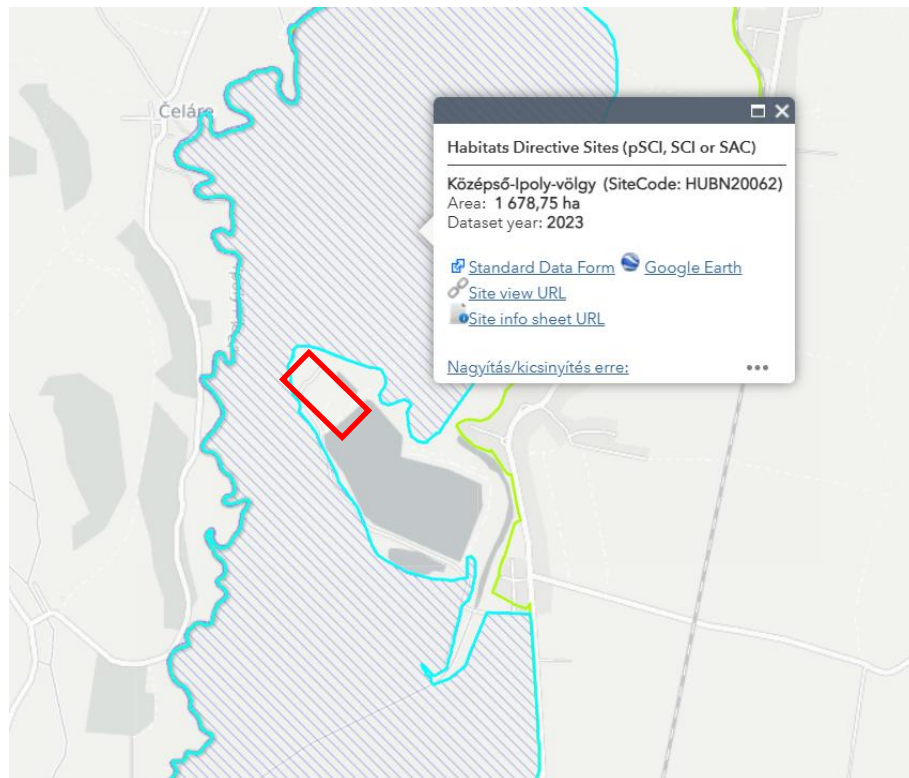 Čeláre
Habitats Directive Sites (pSCI, SCI or SAC)
Középső-Ipoly-völgy (SiteCode: HUBN20062)
Area: 1 678,75 ha
Dataset year: 2023
Standard Data Form Google Earth
Site view URL
Site info sheet URL
Nagyítás/kicsinyítés erre: